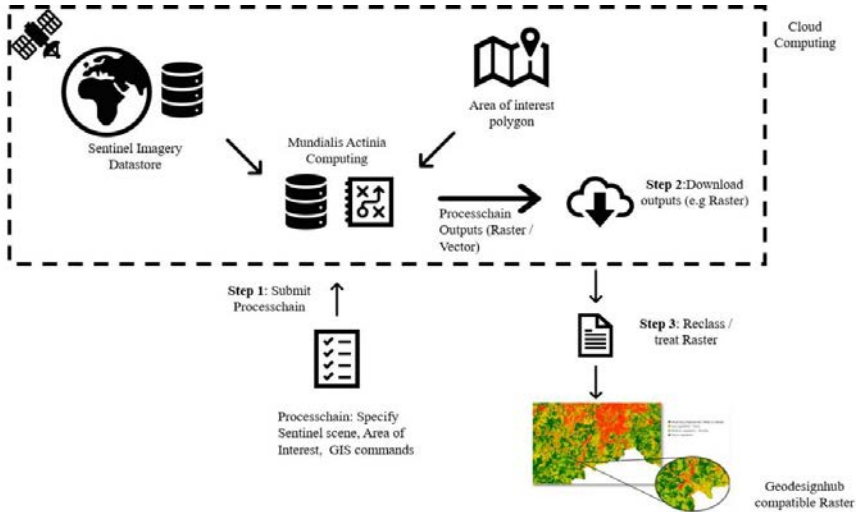 Cloud
Computing
Sentinel Imagery
Datastore
Area of interest
polygon
Mundialis Actinia
Computing
Processchain
Outputs (Raster /
Vector)
Step 2:Download
outputs (e.g Raster)
Step 1: Submit
Processchain
Step 3: Reclass /
treat Raster
Processchain: Specify
Sentinel scene, Area of
Interest, GIS commands
Geodesignhub
compatible Raster